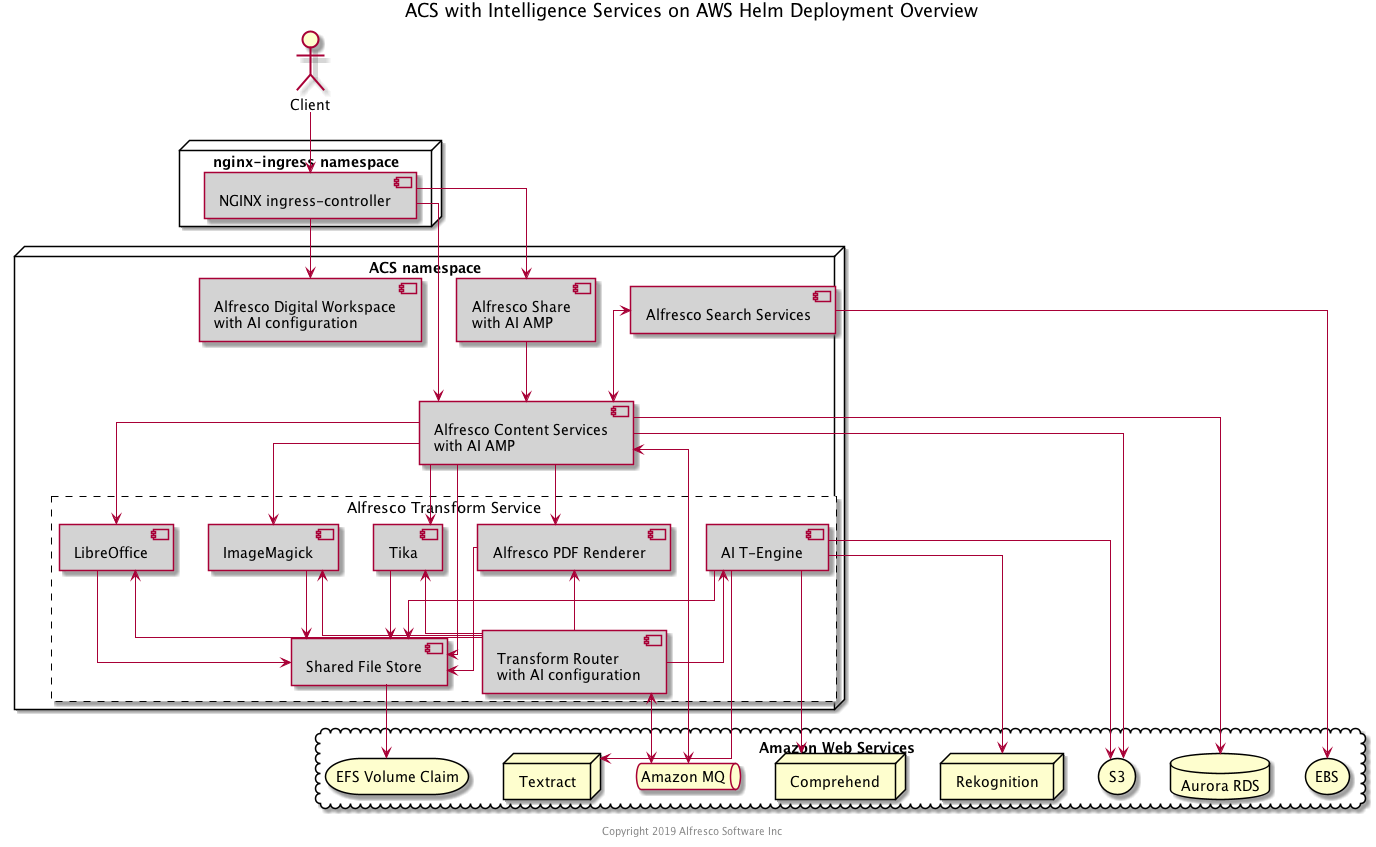 ACS with Intelligence Services on AWS Helm Deployment Overview
Client
nginx-ingress namespace
NGINX ingress-controller
ACS namespace
Alfresco Digital Workspace
with AI configuration
Alfresco Share
with AI AMP
Alfresco Search Services
Alfresco Content Services
with AI AMP
Alfresco Transform Service
LibreOffice
ImageMagick
Tika
Alfresco PDF Renderer
AI T-Engine
Shared File Store
Transform Router
with AI configuration
Amazon Web Services
EFS Volume Claim
Textract
Amazon MQ
Comprehend
Rekognition
S3
Aurora RDS
EBS
Copyright 2019 Alfresco Software Inc